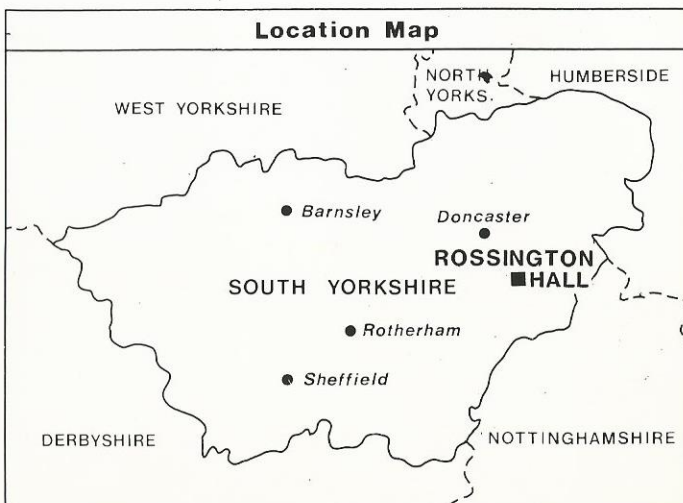 Location Map
NORTH
YORKS.
HUMBERSIDE
WEST YORKSHIRE
Barnsley
Doncaster
ROSSINGTON
HALL
SOUTH YORKSHIRE
Rotherham
Sheffield
DERBYSHIRE
NOTTINGHAMSHIRE